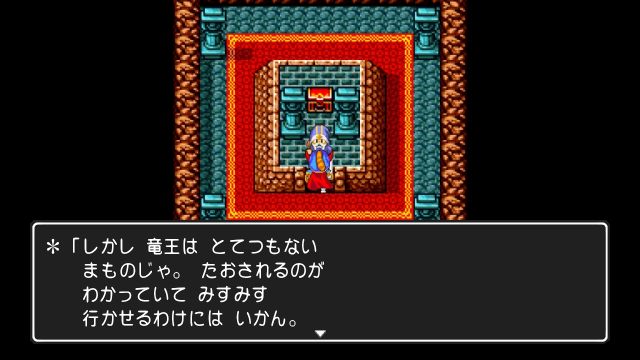 ＊「しかし 竜王は とてつもない
まものじゃ。 たおされるのが
わかっていて みすみす
行かせるわけには いかん。